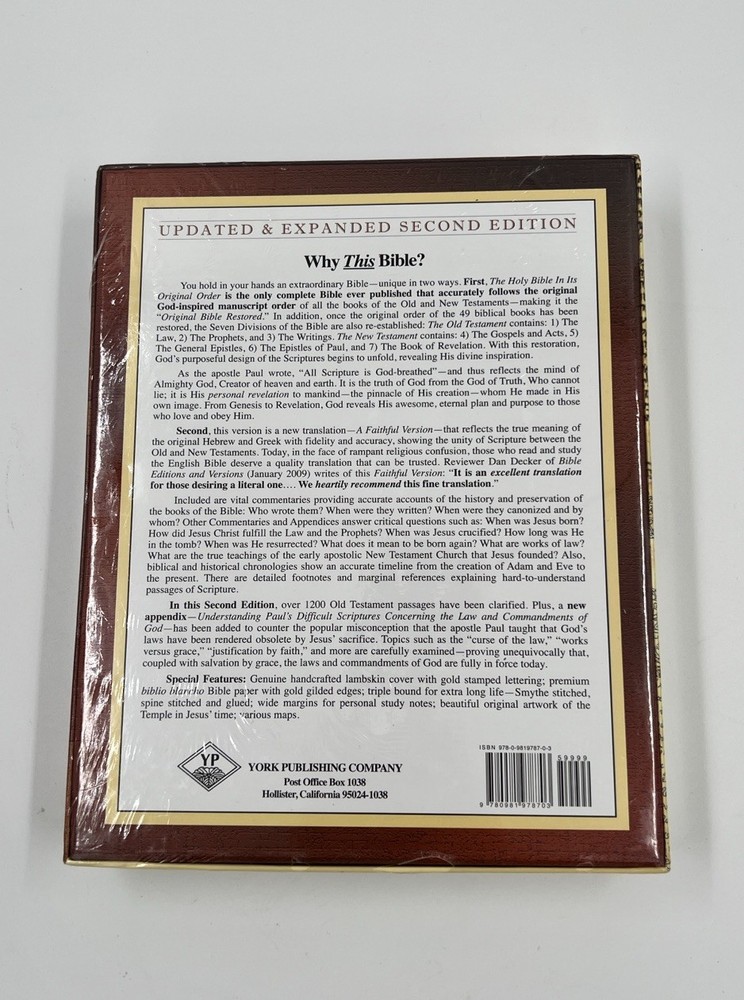 UPDATED & EXPANDED SECOND EDITION
Why This Bible?
You hold in your hands an extraordinary Bible—unique in two ways. First, The Holy Bible In Its
Original Order is the only complete Bible ever published that accurately follows the original
God-inspired manuscript order of all the books of the Old and New Testaments—making it the
“Original Bible Restored.” In addition, once the original order of the 49 biblical books has been
restored, the Seven Divisions of the Bible are also re-established: The Old Testament contains: 1) The
Law, 2) The Prophets, and 3) The Writings. The New Testament contains: 4) The Gospels and Acts, 5)
The General Epistles, 6) The Epistles of Paul, and 7) The Book of Revelation. With this restoration,
God’s purposeful design of the Scriptures begins to unfold, revealing His divine inspiration.
As the apostle Paul wrote, “All Scripture is God-breathed”—and thus reflects the mind of
Almighty God, Creator of heaven and earth. It is the truth of God from the God of Truth, Who cannot
lie; it is His personal revelation to mankind—the pinnacle of His creation—whom He made in His
own image. From Genesis to Revelation, God reveals His awesome, eternal plan and purpose to those
who love and obey Him.
Second, this version is a new translation—A Faithful Version—that reflects the true meaning of
the original Hebrew and Greek with fidelity and accuracy, showing the unity of Scripture between the
Old and New Testaments. Today, in the face of rampant religious confusion, those who read and study
the English Bible deserve a quality translation that can be trusted. Reviewer Dan Decker of Bible
Editions and Versions (January 2009) writes of this Faithful Version: “It is an excellent translation
for those desiring a literal one.... We heartily recommend this fine translation.”
Included are vital commentaries providing accurate accounts of the history and preservation of
the books of the Bible: Who wrote them? When were they written? When were they canonized and by
whom? Other Commentaries and Appendices answer critical questions such as: When was Jesus born?
How did Jesus Christ fulfill the Law and the Prophets? When was Jesus crucified? How long was He
in the tomb? When was He resurrected? What does it mean to be born again? What are works of law?
What are the true teachings of the early apostolic New Testament Church that Jesus founded? Also,
biblical and historical chronologies show an accurate timeline from the creation of Adam and Eve to
the present. There are detailed footnotes and marginal references explaining hard-to-understand
passages of Scripture.
In this Second Edition, over 1200 Old Testament passages have been clarified. Plus, a new
appendix—Understanding Paul’s Difficult Scriptures Concerning the Law and Commandments of
God—has been added to counter the popular misconception that the apostle Paul taught that God’s
laws have been rendered obsolete by Jesus’ sacrifice. Topics such as the “curse of the law,” “works
versus grace,” “justification by faith,” and more are carefully examined—proving unequivocally that,
coupled with salvation by grace, the laws and commandments of God are fully in force today.
Special Features: Genuine handcrafted lambskin cover with gold stamped lettering; premium
biblio blancho Bible paper with gold gilded edges; triple bound for extra long life—Smythe stitched,
spine stitched and glued; wide margins for personal study notes; beautiful original artwork of the
Temple in Jesus’ time; various maps.
YP
YORK PUBLISHING COMPANY
Post Office Box 1038
Hollister, California 95024-1038
ISBN 978-0-9819787-0-3
59999
9 780981 978703